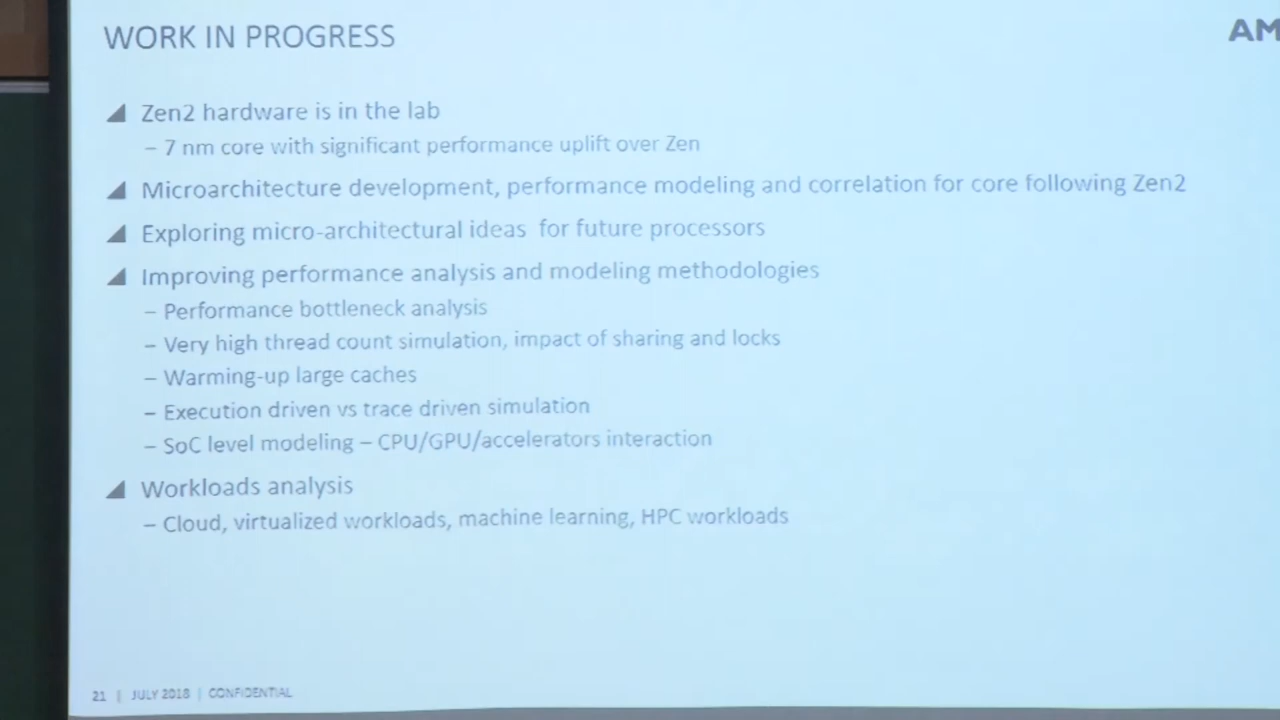 WORK IN PROGRESS
AM
Zen2 hardware is in the lab
– 7 nm core with significant performance uplift over Zen
Microarchitecture development, performance modeling and correlation for core following Zen2
Exploring micro-architectural ideas for future processors
Improving performance analysis and modeling methodologies
– Performance bottleneck analysis
– Very high thread count simulation, impact of sharing and locks
– Warming-up large caches
– Execution driven vs trace driven simulation
– SoC level modeling – CPU/GPU/accelerators interaction
Workloads analysis
– Cloud, virtualized workloads, machine learning, HPC workloads
21 | JULY 2018 | CONFIDENTIAL